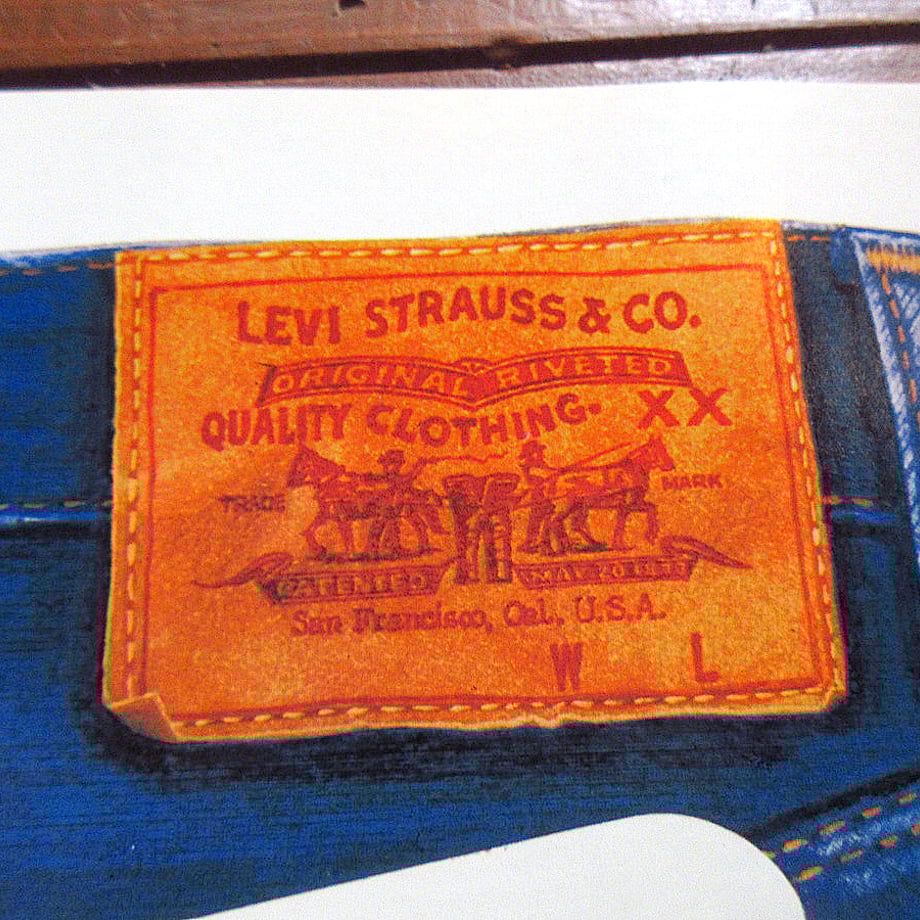 LEVI STRAUSS & CO.
ORIGINAL RIVETED
QUALITY CLOTHING. XX
TRADE MARK
PATENTED MAY 20 1873
San Francisco, Cal., U.S.A.
W L